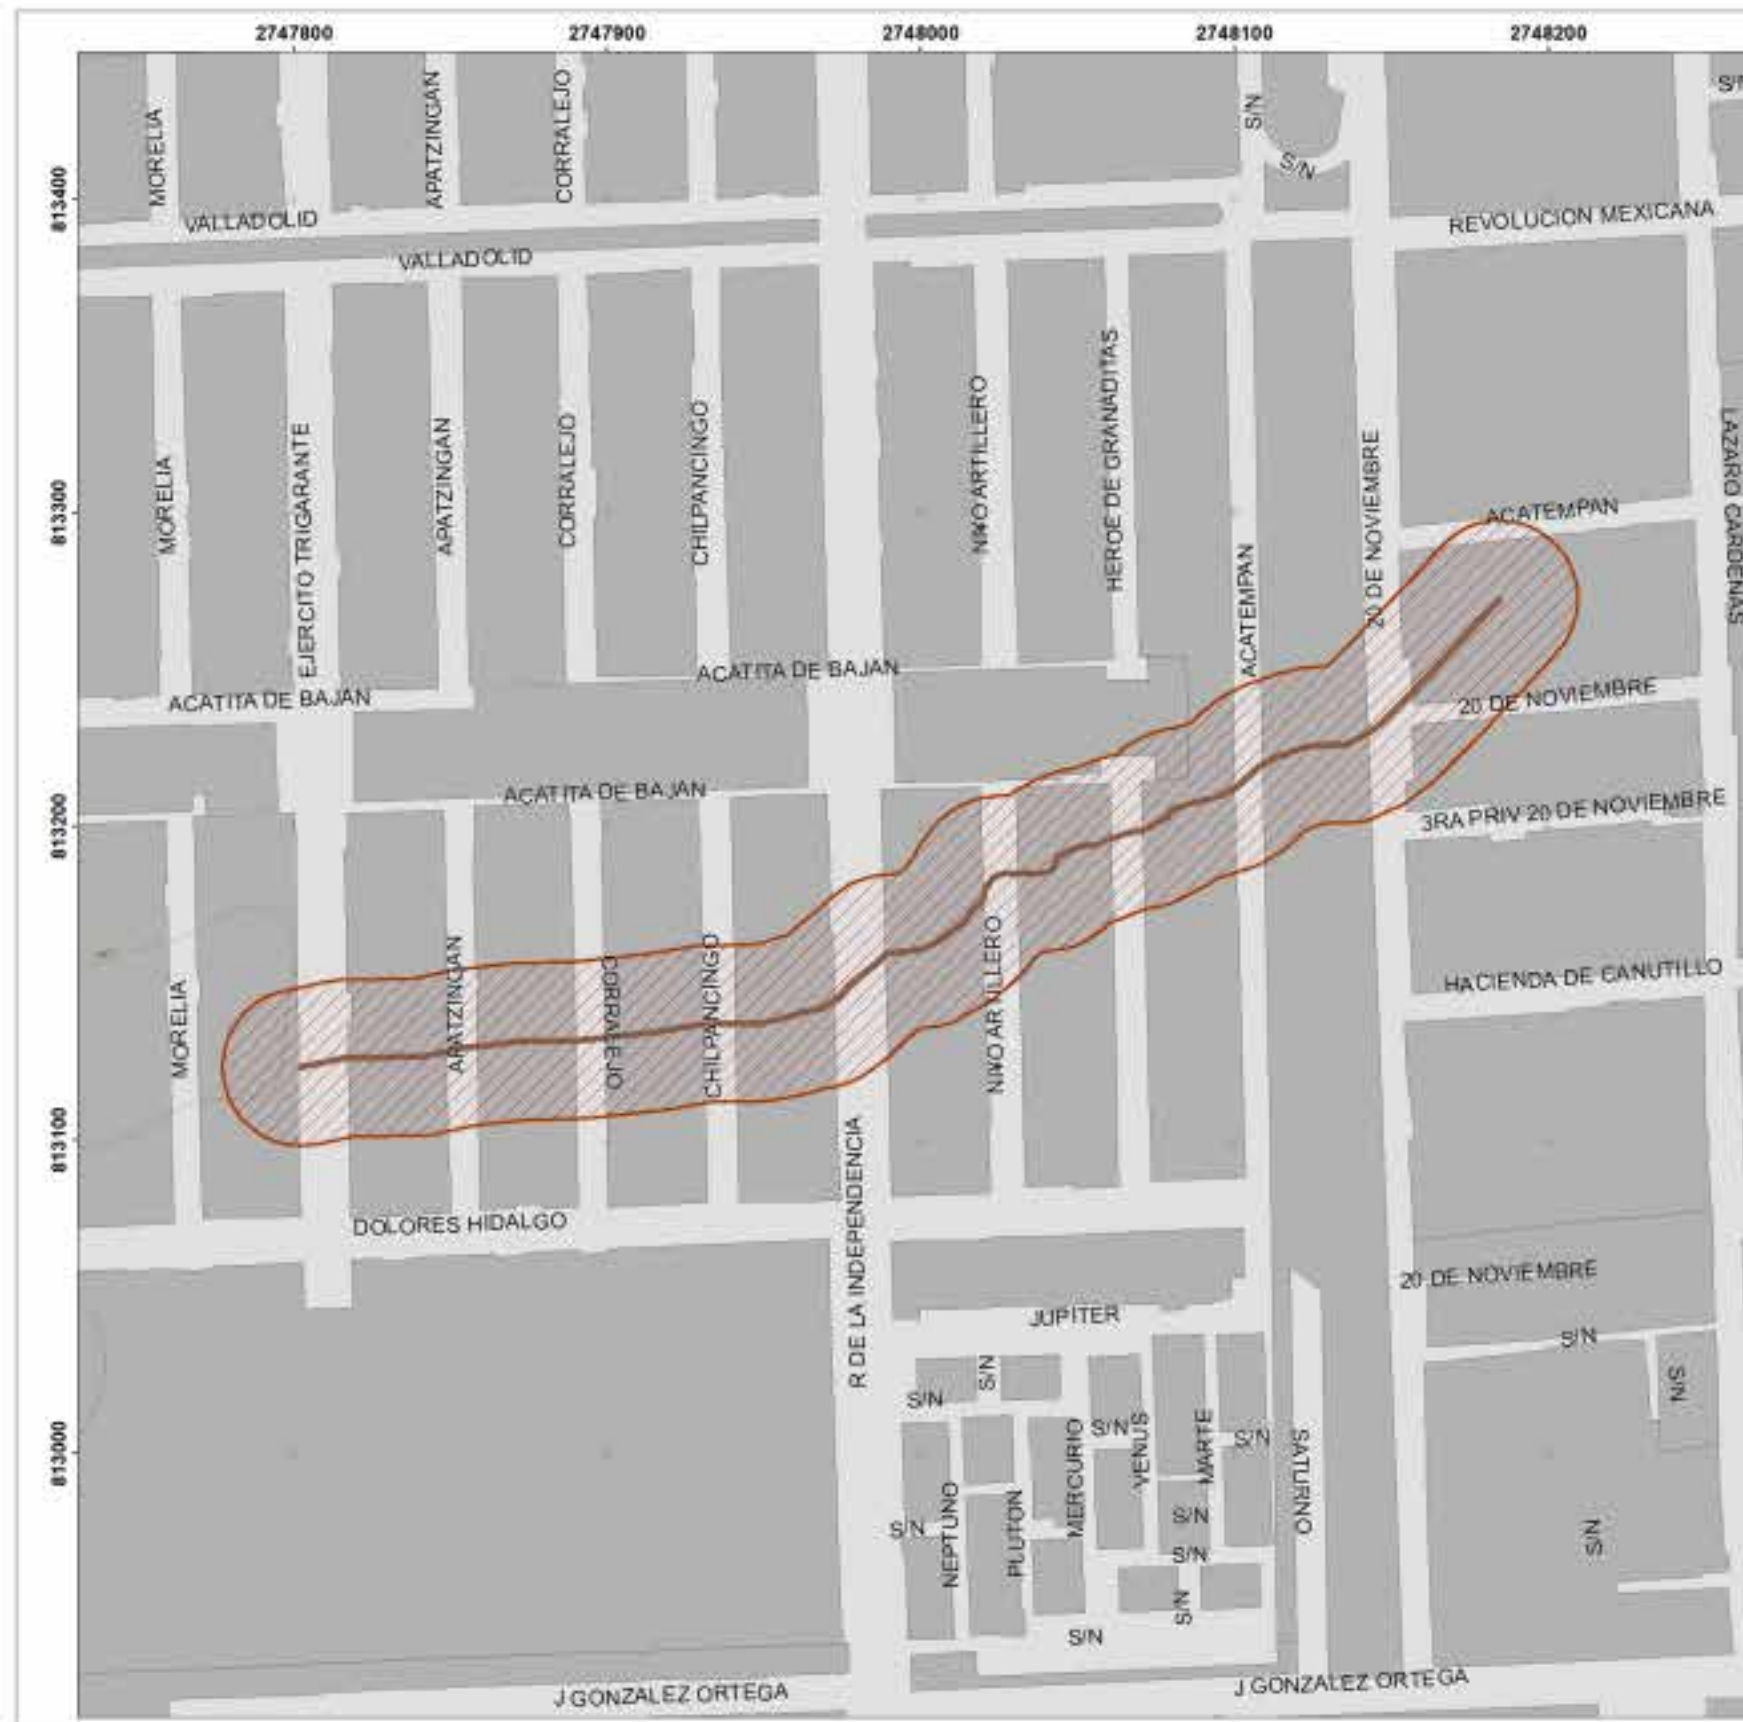 2747800 2747900 2748000 2748100 2748200
813400
813300
813200
813100
813000
MORELIA
APATZINGAN
CORRALEJO
S/N
S/N
VALLADOLID
VALLADOLID
REVOLUCION MEXICANA
MORELIA
EJERCITO TRIGARANTE
APATZINGAN
CORRALEJO
CHILPANCINGO
NINO ARTILLERO
HEROE DE GRANADITAS
ACATEMPAN
20 DE NOVIEMBRE
ACATEMPAN
LAZARO CARDENAS
ACATITA DE BAJAN
ACATITA DE BAJAN
20 DE NOVIEMBRE
ACATITA DE BAJAN
3RA PRIV 20 DE NOVIEMBRE
MORELIA
APATZINGAN
CORRALEJO
CHILPANCINGO
NINO ARTILLERO
HACIENDA DE CANUTILLO
DOLORES HIDALGO
R DE LA INDEPENDENCIA
20 DE NOVIEMBRE
JUPITER
S/N
S/N
S/N
S/N
S/N
S/N
MERCURIO
VENUS
MARTE
SATURNO
NEPTUNO
PLUTON
S/N
S/N
S/N
S/N
S/N
S/N
J GONZALEZ ORTEGA
J GONZALEZ ORTEGA